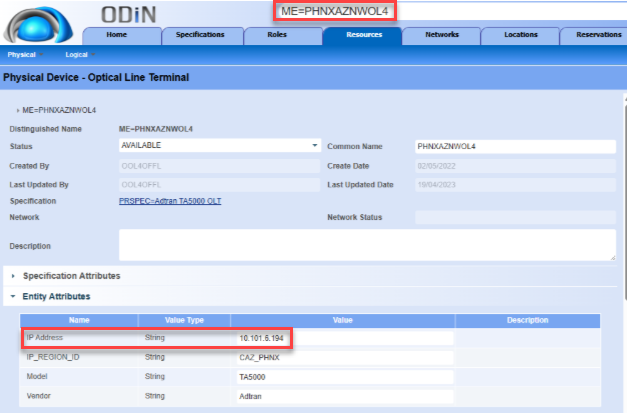 ODiN
ME=PHNXAZNWOL4
Home Specifications Roles Resources Networks Locations Reservations
Physical Logical
Physical Device - Optical Line Terminal
› ME=PHNXAZNWOL4
Distinguished Name ME=PHNXAZNWOL4
Status AVAILABLE Common Name PHNXAZNWOL4
Created By OOL4OFFL Create Date 02/05/2022
Last Updated By OOL4OFFL Last Updated Date 19/04/2023
Specification PRSPEC=Adtran TA5000 OLT
Network Network Status
Description
Specification Attributes
Entity Attributes
Name Value Type Value Description
IP Address String 10.101.6.194
IP_REGION_ID String CAZ_PHNX
Model String TA5000
Vendor String Adtran